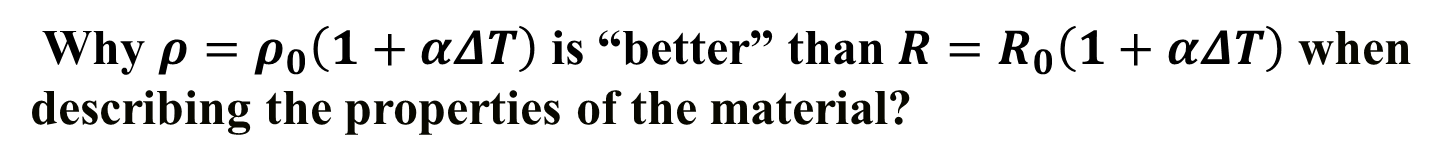 Why ρ = ρ₀(1 + αΔT) is “better” than R = R₀(1 + αΔT) when
describing the properties of the material?